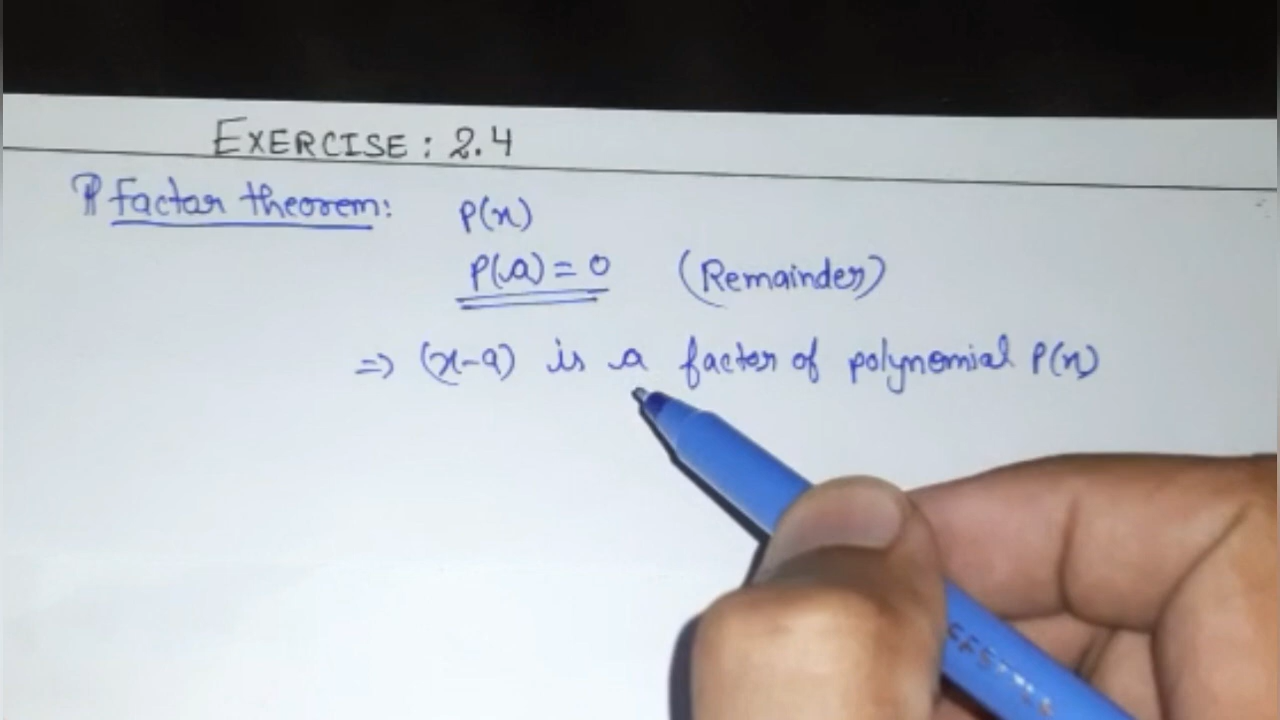 EXERCISE : 2.4
factor theorem: P(x)
P(a) = 0 (Remainder)
⇒ (x-a) is a factor of polynomial P(x)